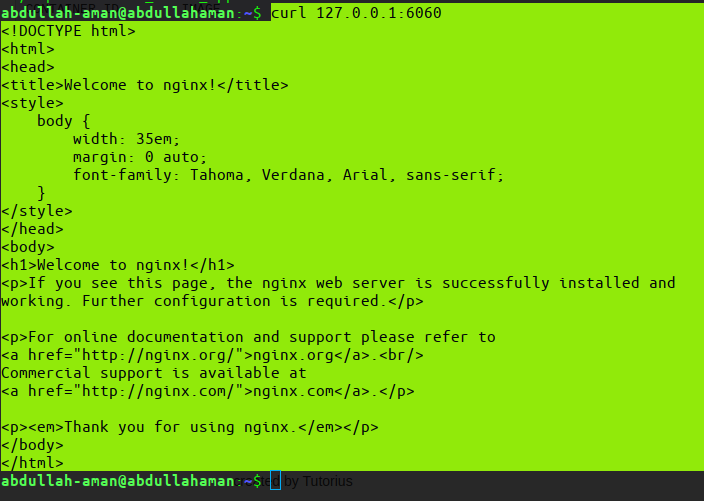 abdullah-aman@abdullahaman:~$ curl 127.0.0.1:6060
<!DOCTYPE html>
<html>
<head>
<title>Welcome to nginx!</title>
<style>
    body {
        width: 35em;
        margin: 0 auto;
        font-family: Tahoma, Verdana, Arial, sans-serif;
    }
</style>
</head>
<body>
<h1>Welcome to nginx!</h1>
<p>If you see this page, the nginx web server is successfully installed and
working. Further configuration is required.</p>

<p>For online documentation and support please refer to
<a href="http://nginx.org/">nginx.org</a>.<br/>
Commercial support is available at
<a href="http://nginx.com/">nginx.com</a>.</p>

<p><em>Thank you for using nginx.</em></p>
</body>
</html>
abdullah-aman@abdullahaman:~$ by Tutorius